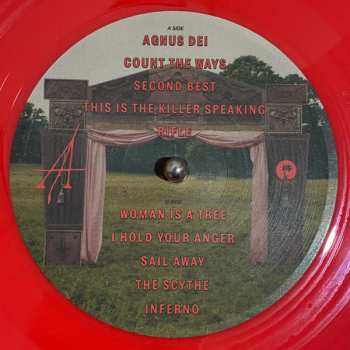 A SIDE
AGNUS DEI
COUNT THE WAYS
SECOND BEST
THIS IS THE KILLER SPEAKING
RIFLE
WOMAN IS A TREE
I HOLD YOUR ANGER
SAIL AWAY
THE SCYTHE
INFERNO